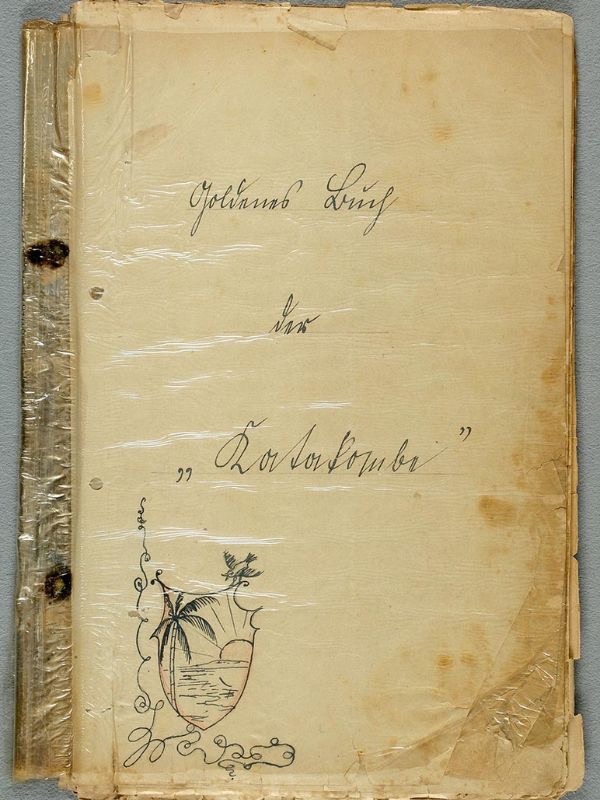 Goldenes Buch
der
„Katakombe”